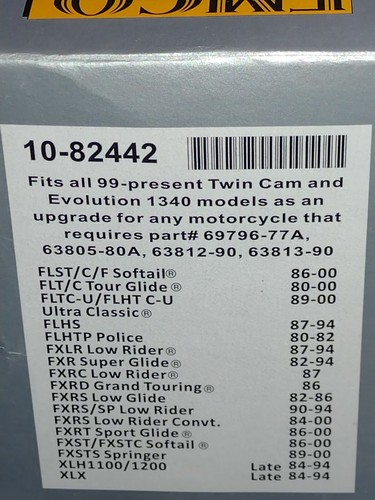 10-82442
Fits all 99-present Twin Cam and
Evolution 1340 models as an
upgrade for any motorcycle that
requires part# 69796-77A,
63805-80A, 63812-90, 63813-90
FLST/C/F Softail® 86-00
FLT/C Tour Glide® 80-00
FLTC-U/FLHT C-U 89-00
Ultra Classic®
FLHS 87-94
FLHTP Police 80-82
FXLR Low Rider® 87-94
FXR Super Glide® 82-94
FXRC Low Rider® 87
FXRD Grand Touring® 86
FXRS Low Glide 82-86
FXRS/SP Low Rider 90-94
FXRS Low Rider Convt. 84-00
FXRT Sport Glide® 86-00
FXST/FXSTC Softail® 86-00
FXSTS Springer 89-00
XLH1100/1200 Late 84-94
XLX Late 84-94